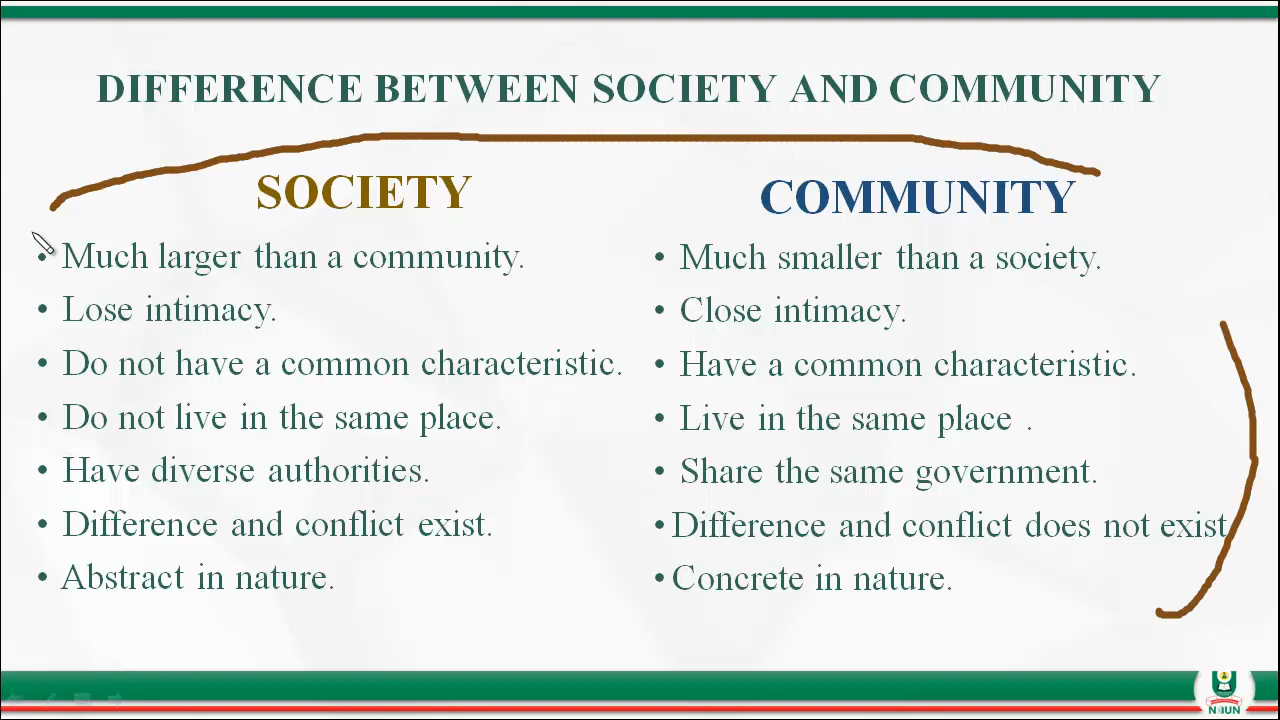 DIFFERENCE BETWEEN SOCIETY AND COMMUNITY
SOCIETY
• Much larger than a community.
• Lose intimacy.
• Do not have a common characteristic.
• Do not live in the same place.
• Have diverse authorities.
• Difference and conflict exist.
• Abstract in nature.
COMMUNITY
• Much smaller than a society.
• Close intimacy.
• Have a common characteristic.
• Live in the same place .
• Share the same government.
• Difference and conflict does not exist
• Concrete in nature.
NOUN